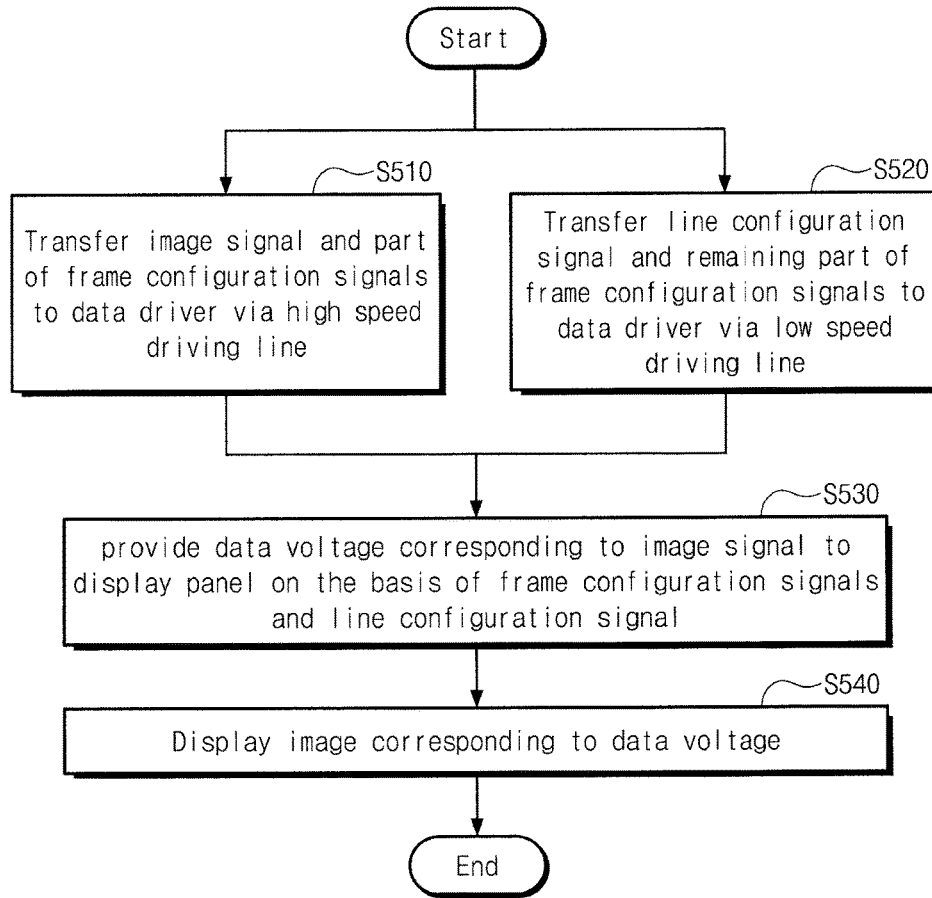 Start
S510
Transfer image signal and part
of frame configuration signals
to data driver via high speed
driving line
S520
Transfer line configuration
signal and remaining part of
frame configuration signals to
data driver via low speed
driving line
S530
provide data voltage corresponding to image signal to
display panel on the basis of frame configuration signals
and line configuration signal
S540
Display image corresponding to data voltage
End